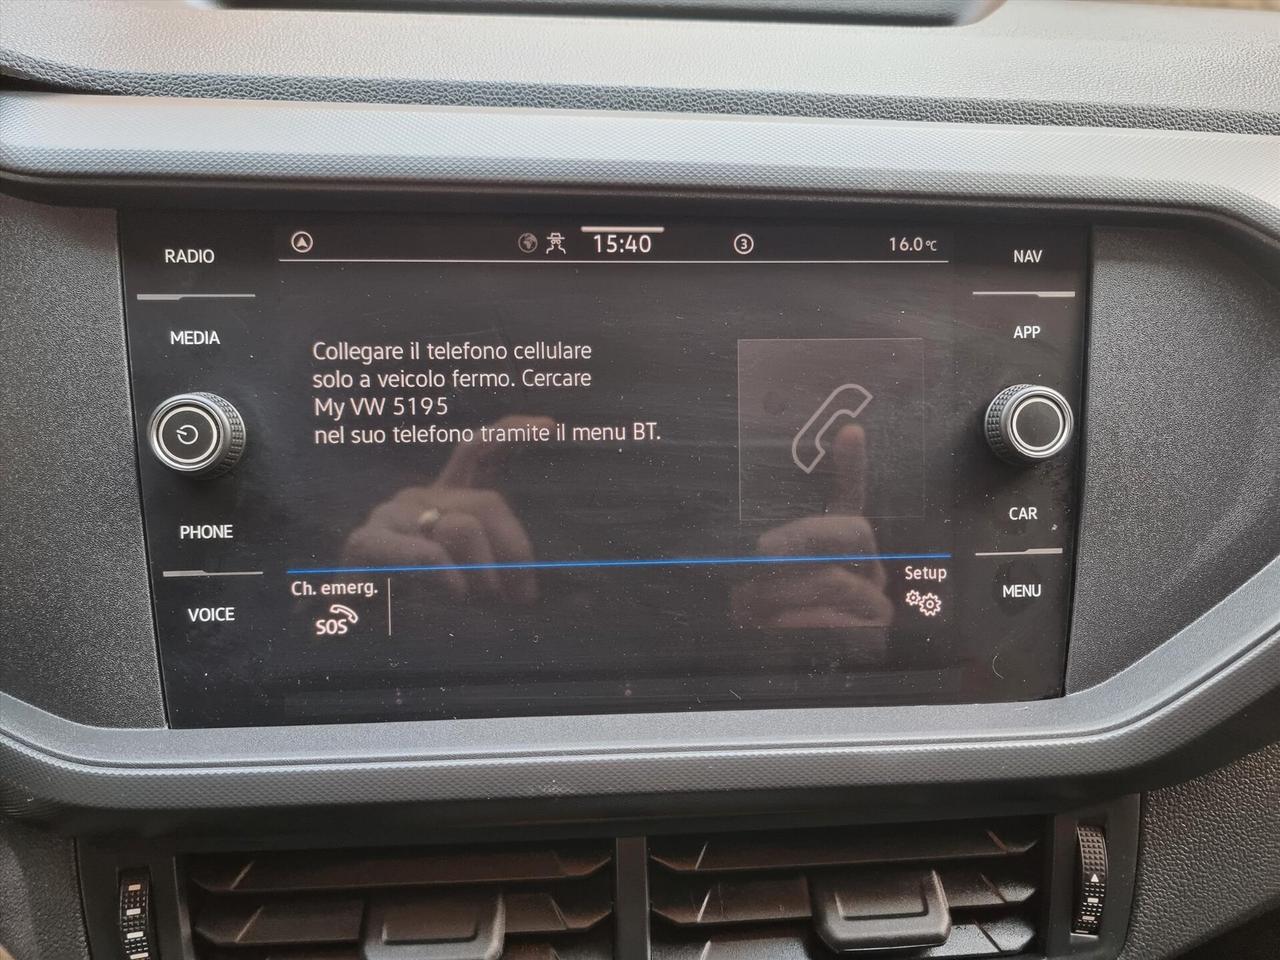 RADIO
MEDIA
PHONE
VOICE
15:40
3
16.0 °C
Collegare il telefono cellulare
solo a veicolo fermo. Cercare
My VW 5195
nel suo telefono tramite il menu BT.
Ch. emerg.
SOS
Setup
NAV
APP
CAR
MENU